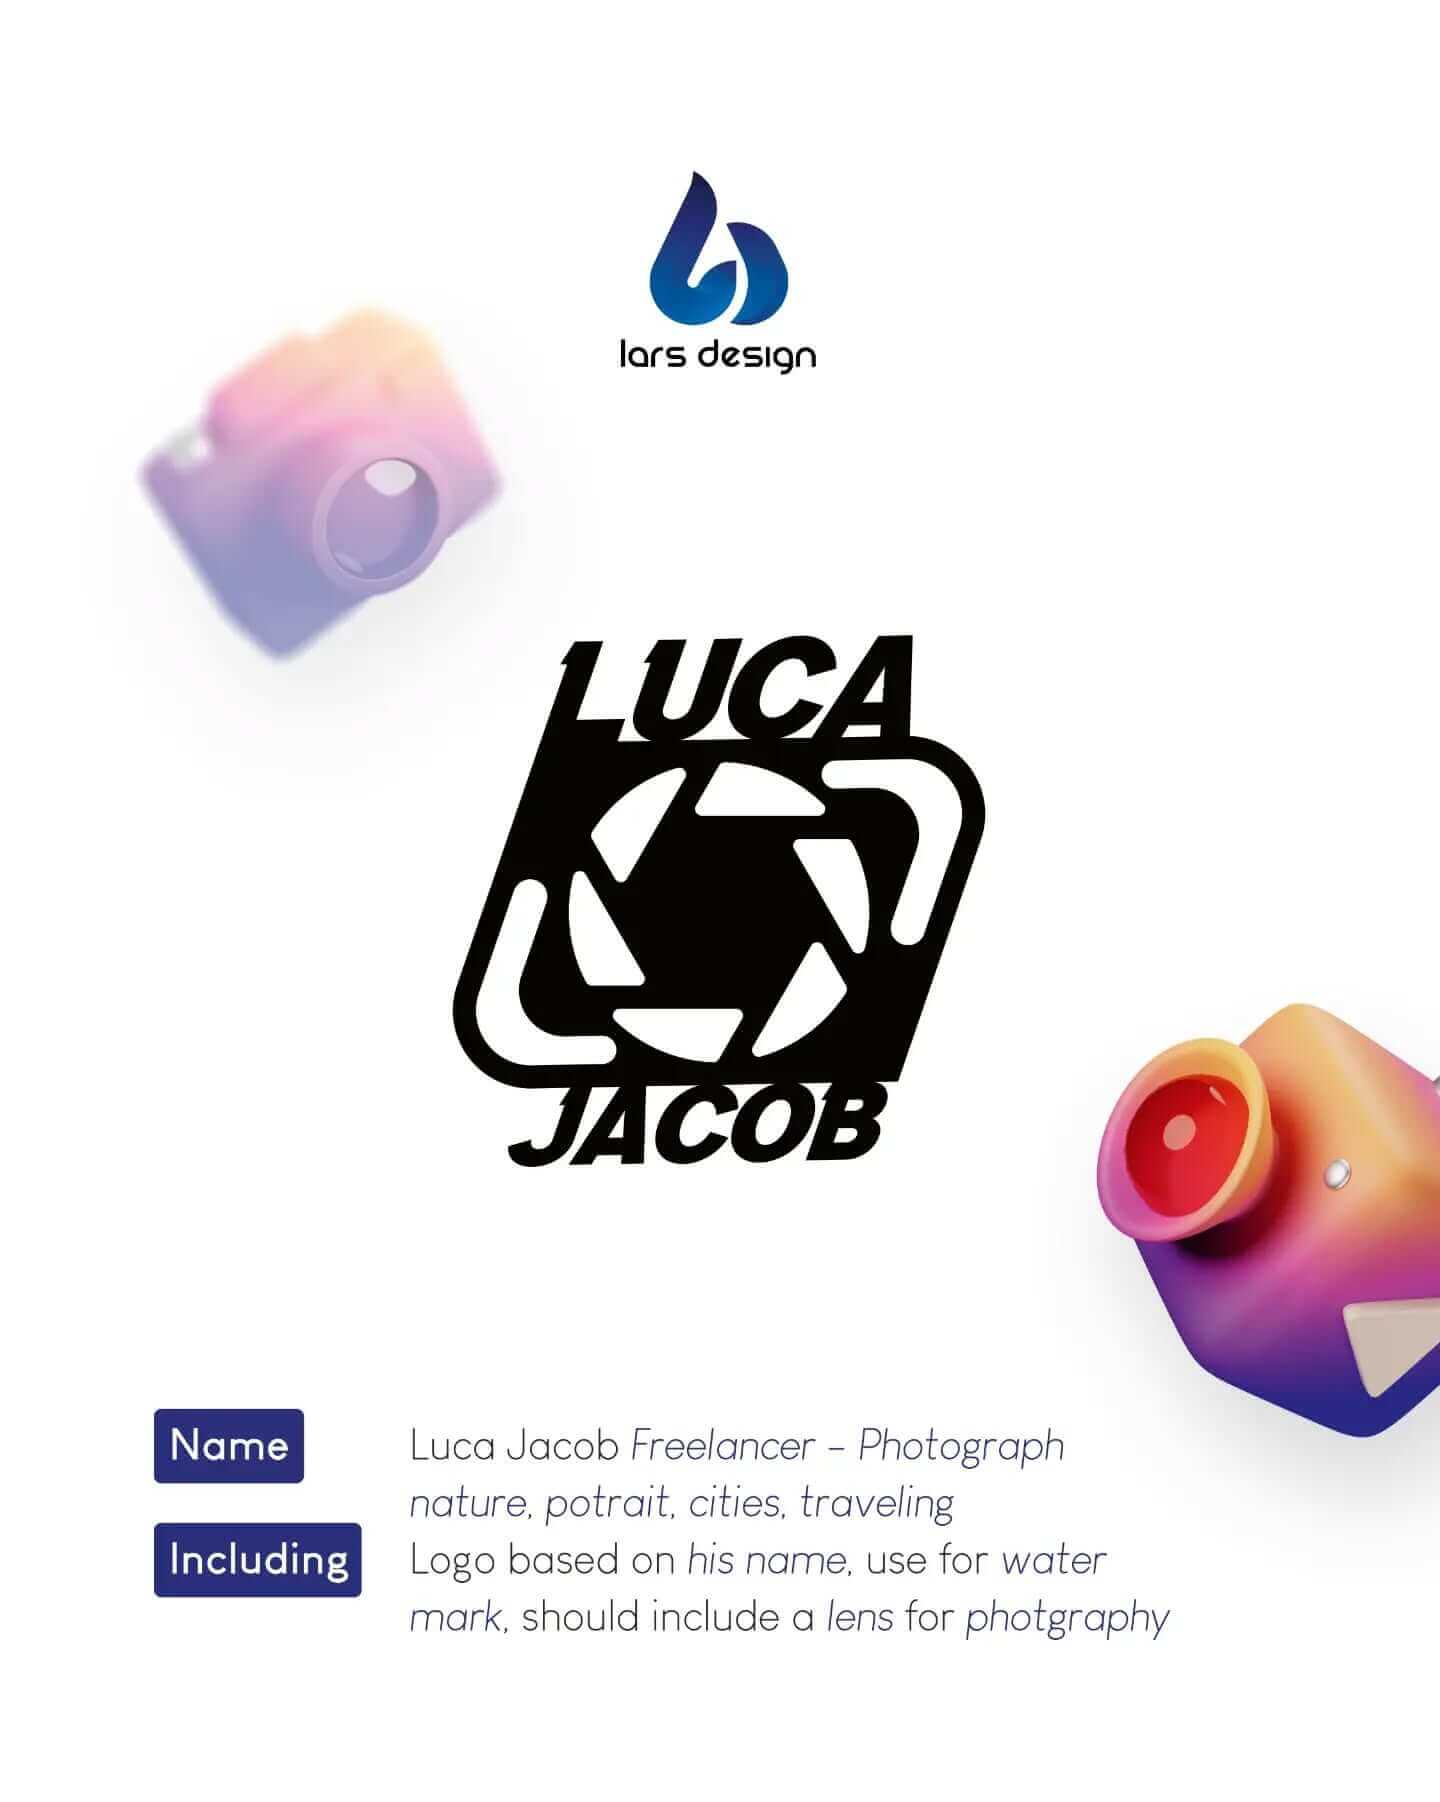 lars design
LUCA
JACOB
Name
Luca Jacob Freelancer - Photograph
nature, potrait, cities, traveling
Including
Logo based on his name, use for water
mark, should include a lens for photgraphy